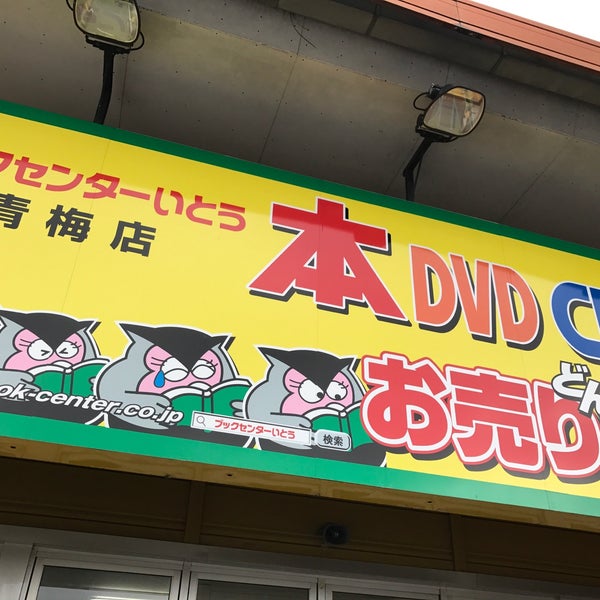 クセンターいとう
青梅店
本 DVD C
どん
お売り
ok-center.co.jp
ブックセンターいとう 検索